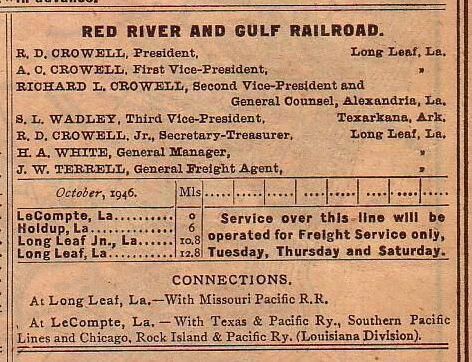 RED RIVER AND GULF RAILROAD.
R. D. CROWELL, President, Long Leaf, La.
A. C. CROWELL, First Vice-President, "
RICHARD L. CROWELL, Second Vice-President and
General Counsel, Alexandria, La.
S. L. WADLEY, Third Vice-President, Texarkana, Ark.
R. D. CROWELL, Jr., Secretary-Treasurer, Long Leaf, La.
H. A. WHITE, General Manager, "
J. W. TERRELL, General Freight Agent, "
October, 1946. Mls
LeCompte, La.......... 0 Service over this line will be
Holdup, La............ 6 operated for Freight Service only,
Long Leaf Jn., La..... 10.8 Tuesday, Thursday and Saturday.
Long Leaf, La......... 12.8
CONNECTIONS.
At Long Leaf, La.—With Missouri Pacific R.R.
At LeCompte, La. — With Texas & Pacific Ry., Southern Pacific
Lines and Chicago, Rock Island & Pacific Ry. (Louisiana Division).